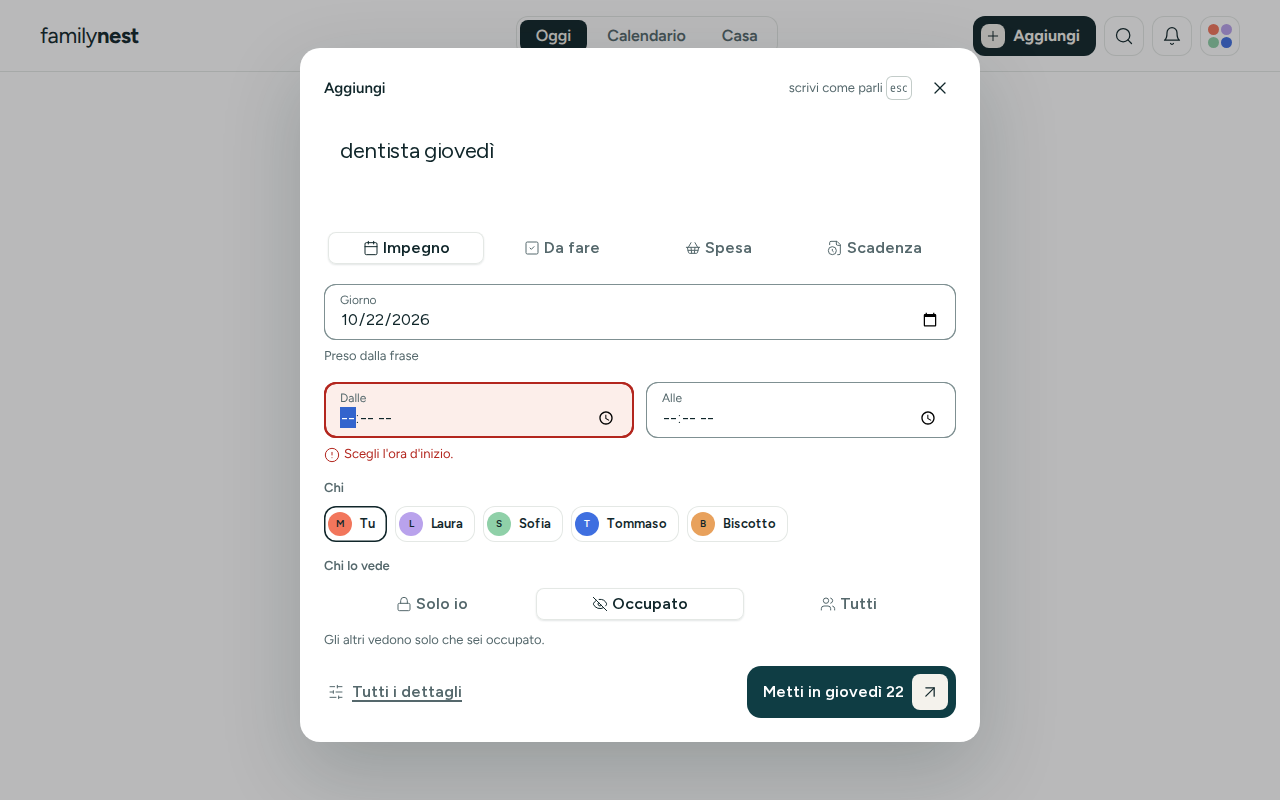 familynest
Oggi
Calendario
Casa
Aggiungi
Aggiungi
scrivi come parli esc
dentista giovedì
Impegno
Da fare
Spesa
Scadenza
Giorno
10/22/2026
Preso dalla frase
Dalle
--:-- --
Alle
--:-- --
Scegli l'ora d'inizio.
Chi
M Tu
L Laura
S Sofia
T Tommaso
B Biscotto
Chi lo vede
Solo io
Occupato
Tutti
Gli altri vedono solo che sei occupato.
Tutti i dettagli
Metti in giovedì 22